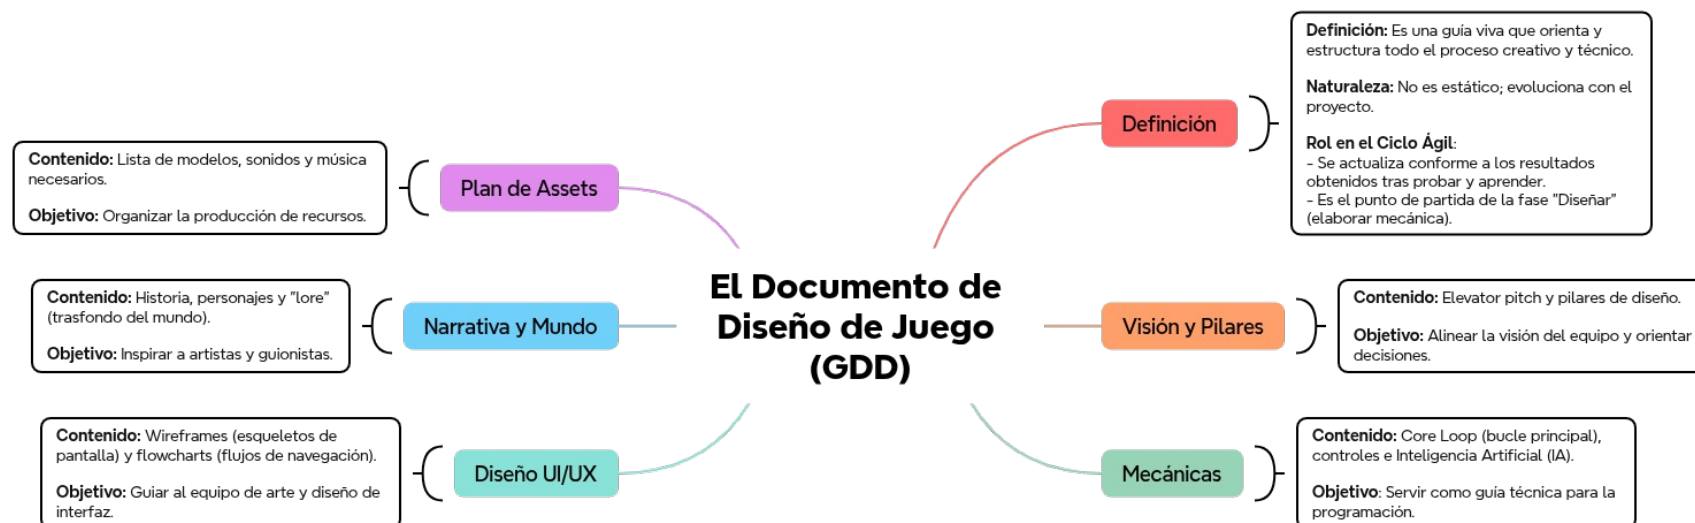 El Documento de
Diseño de Juego
(GDD)
Definición
Definición: Es una guía viva que orienta y
estructura todo el proceso creativo y técnico.
Naturaleza: No es estático; evoluciona con el
proyecto.
Rol en el Ciclo Ágil:
- Se actualiza conforme a los resultados
obtenidos tras probar y aprender.
- Es el punto de partida de la fase "Diseñar"
(elaborar mecánica).
Visión y Pilares
Contenido: Elevator pitch y pilares de diseño.
Objetivo: Alinear la visión del equipo y orientar
decisiones.
Mecánicas
Contenido: Core Loop (bucle principal),
controles e Inteligencia Artificial (IA).
Objetivo: Servir como guía técnica para la
programación.
Plan de Assets
Contenido: Lista de modelos, sonidos y música
necesarios.
Objetivo: Organizar la producción de recursos.
Narrativa y Mundo
Contenido: Historia, personajes y "lore"
(trasfondo del mundo).
Objetivo: Inspirar a artistas y guionistas.
Diseño UI/UX
Contenido: Wireframes (esqueletos de
pantalla) y flowcharts (flujos de navegación).
Objetivo: Guiar al equipo de arte y diseño de
interfaz.